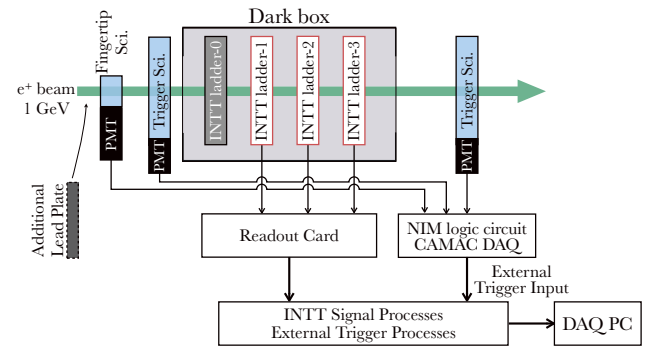 Dark box
Fingertip
Sci.
e⁺ beam
1 GeV
PMT
Trigger Sci.
PMT
INTT ladder-0
INTT ladder-1
INTT ladder-2
INTT ladder-3
Trigger Sci.
PMT
Additional
Lead Plate
Readout Card
NIM logic circuit
CAMAC DAQ
External
Trigger Input
INTT Signal Processes
External Trigger Processes
DAQ PC